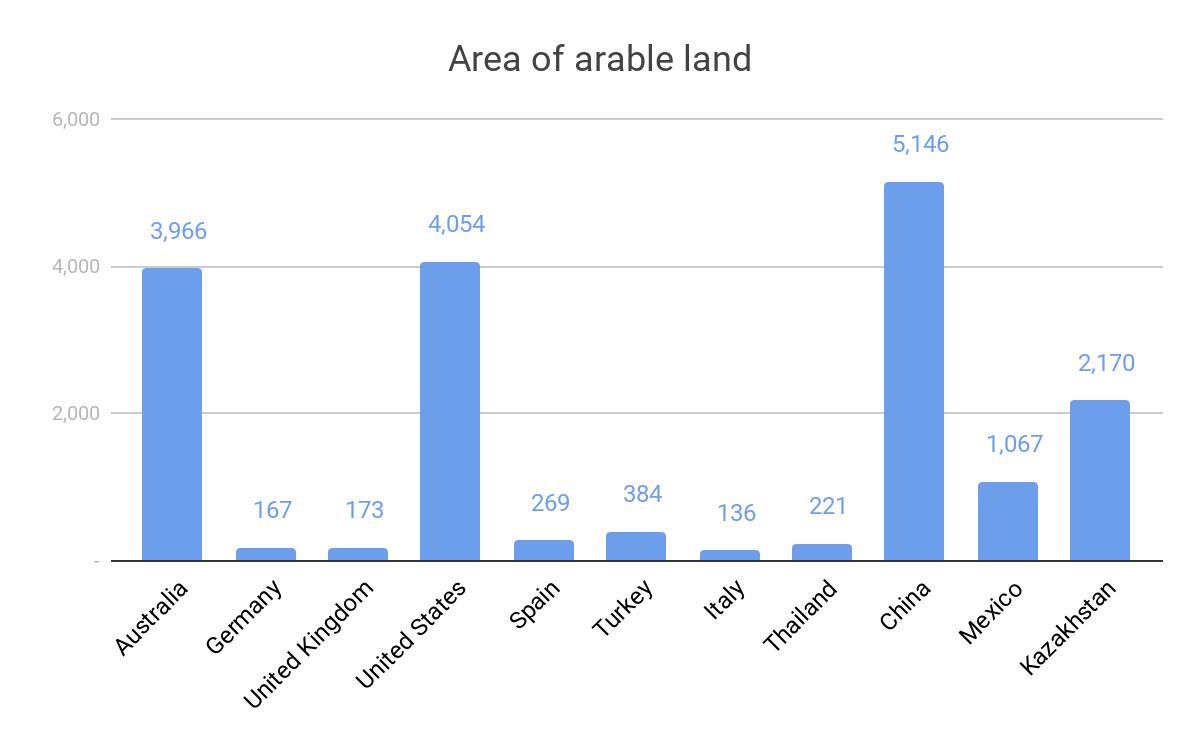 Area of arable land
6,000
4,000
2,000
-
3,966
167
173
4,054
269
384
136
221
5,146
1,067
2,170
Australia
Germany
United Kingdom
United States
Spain
Turkey
Italy
Thailand
China
Mexico
Kazakhstan